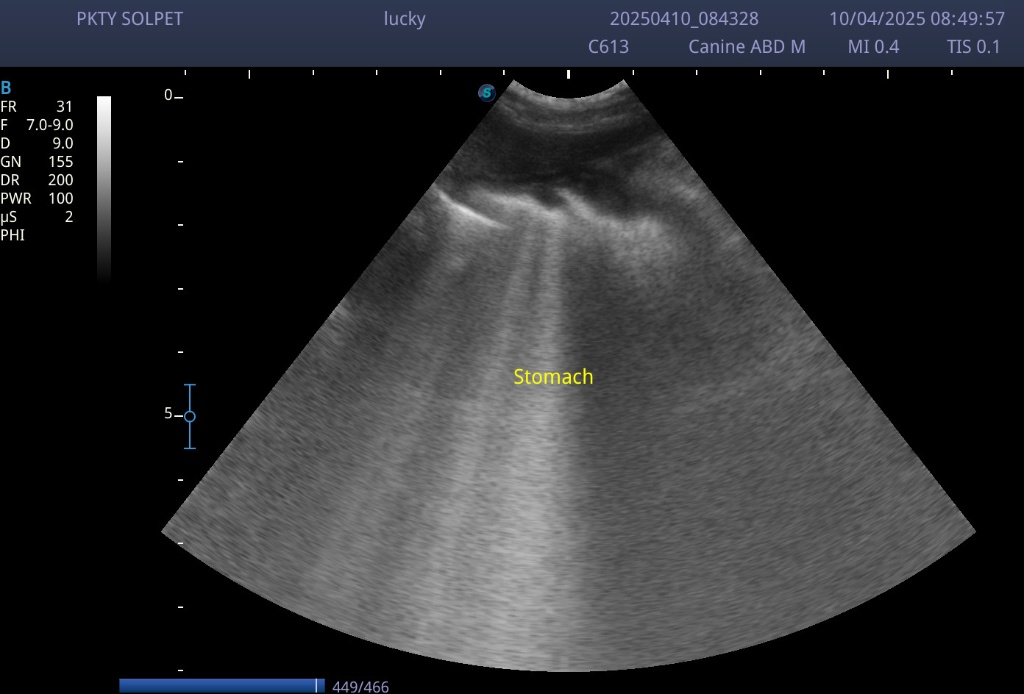 PKTY SOLPET lucky 20250410_084328 10/04/2025 08:49:57
C613 Canine ABD M MI 0.4 TIS 0.1
B
FR 31
F 7.0-9.0
D 9.0
GN 155
DR 200
PWR 100
µS 2
PHI
S
0
5
Stomach
449/466